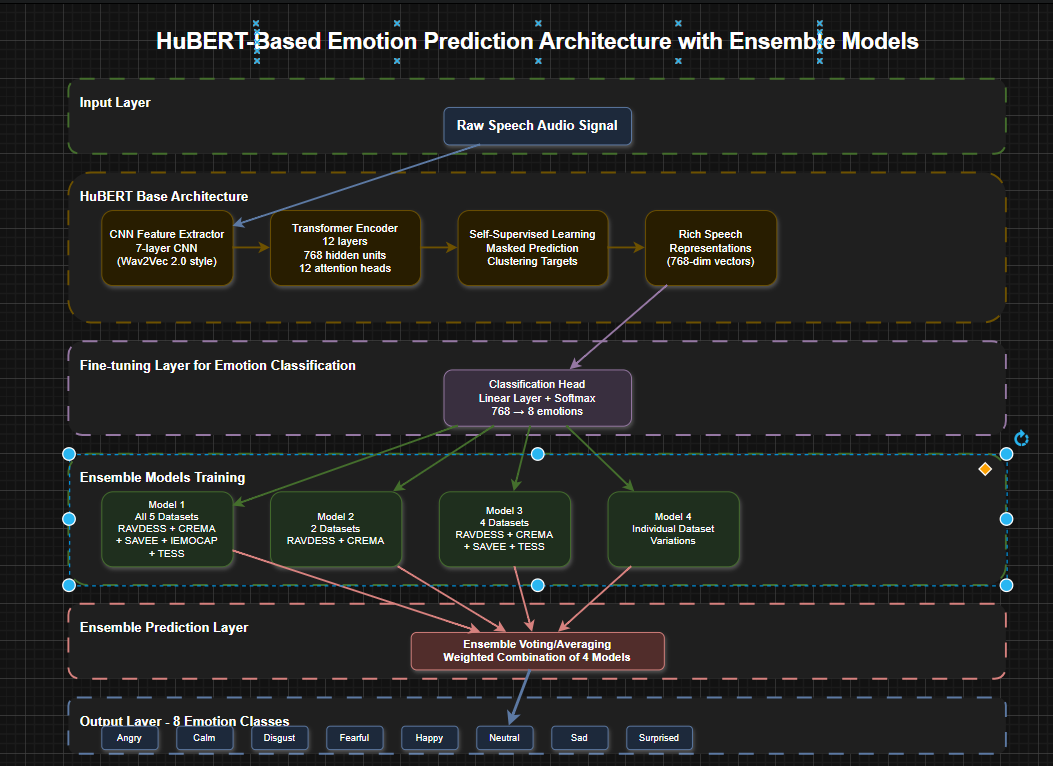 HuBERT-Based Emotion Prediction Architecture with Ensemble Models
Input Layer
Raw Speech Audio Signal
HuBERT Base Architecture
CNN Feature Extractor
7-layer CNN
(Wav2Vec 2.0 style)
Transformer Encoder
12 layers
768 hidden units
12 attention heads
Self-Supervised Learning
Masked Prediction
Clustering Targets
Rich Speech
Representations
(768-dim vectors)
Fine-tuning Layer for Emotion Classification
Classification Head
Linear Layer + Softmax
768 → 8 emotions
Ensemble Models Training
Model 1
All 5 Datasets
RAVDESS + CREMA
+ SAVEE + IEMOCAP
+ TESS
Model 2
2 Datasets
RAVDESS + CREMA
Model 3
4 Datasets
RAVDESS + CREMA
+ SAVEE + TESS
Model 4
Individual Dataset
Variations
Ensemble Prediction Layer
Ensemble Voting/Averaging
Weighted Combination of 4 Models
Output Layer - 8 Emotion Classes
Angry
Calm
Disgust
Fearful
Happy
Neutral
Sad
Surprised